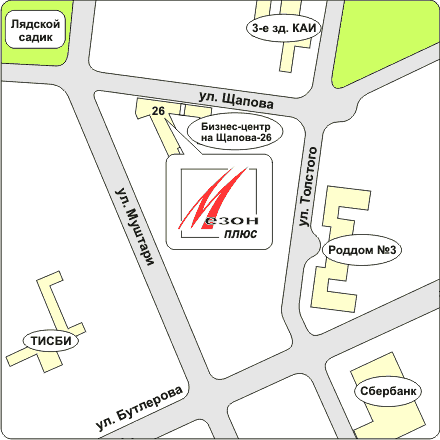 Лядской
садик
3-е зд. КАИ
ул. Щапова
26
Бизнес-центр
на Щапова-26
Мезон
ПЛЮС
ул. Толстого
ул. Муштари
Роддом №3
ТИСБИ
Сбербанк
ул. Бутлерова